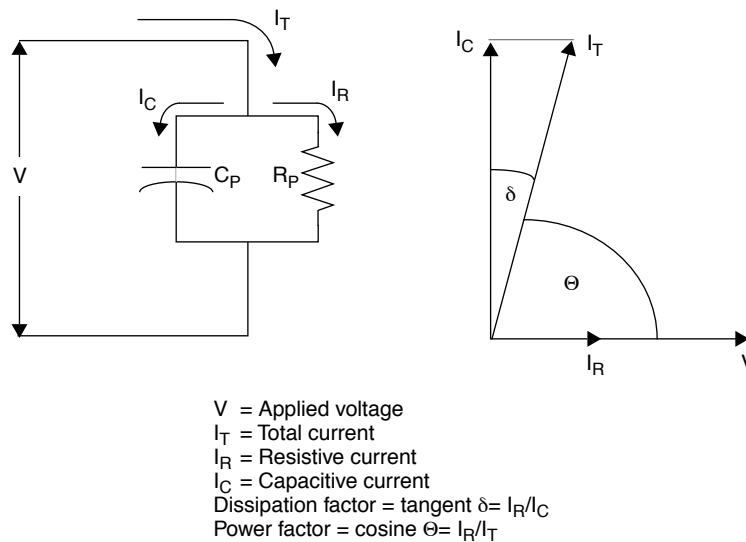 I_T
I_C
I_R
V
C_P
R_P
I_C
I_T
δ
Θ
I_R
V
V = Applied voltage
I_T = Total current
I_R = Resistive current
I_C = Capacitive current
Dissipation factor = tangent δ= I_R/I_C
Power factor = cosine Θ= I_R/I_T